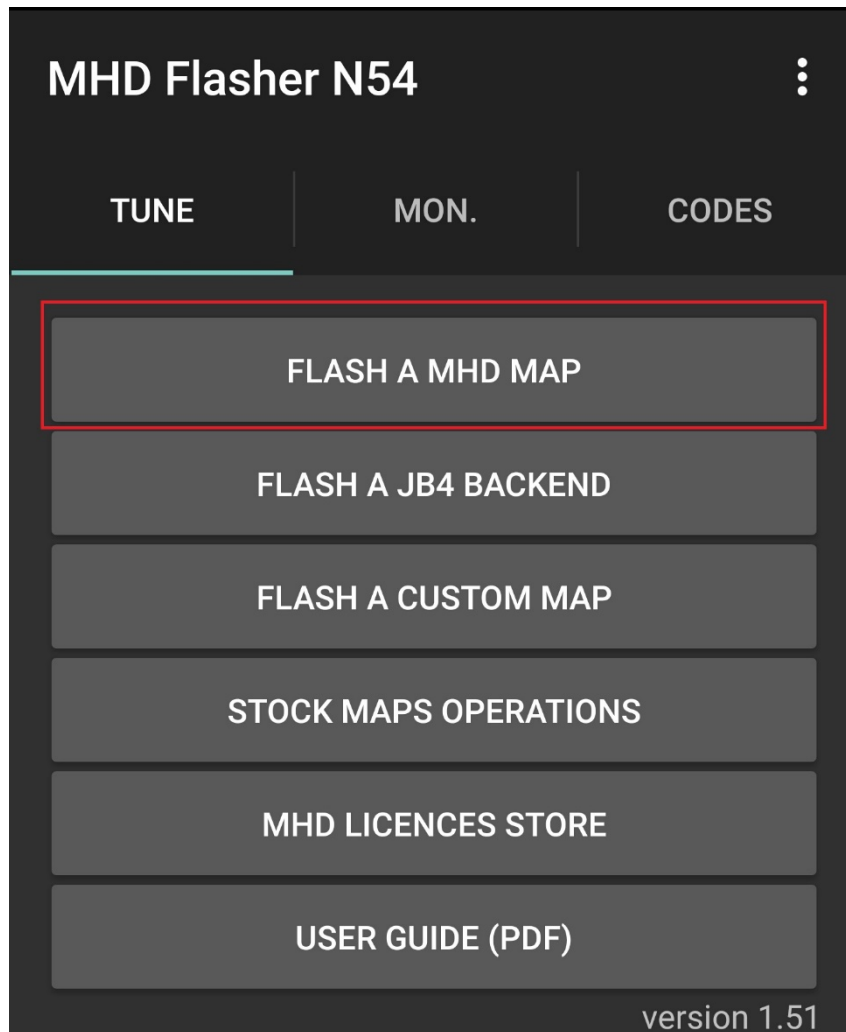 MHD Flasher N54
TUNE
MON.
CODES
FLASH A MHD MAP
FLASH A JB4 BACKEND
FLASH A CUSTOM MAP
STOCK MAPS OPERATIONS
MHD LICENCES STORE
USER GUIDE (PDF)
version 1.51